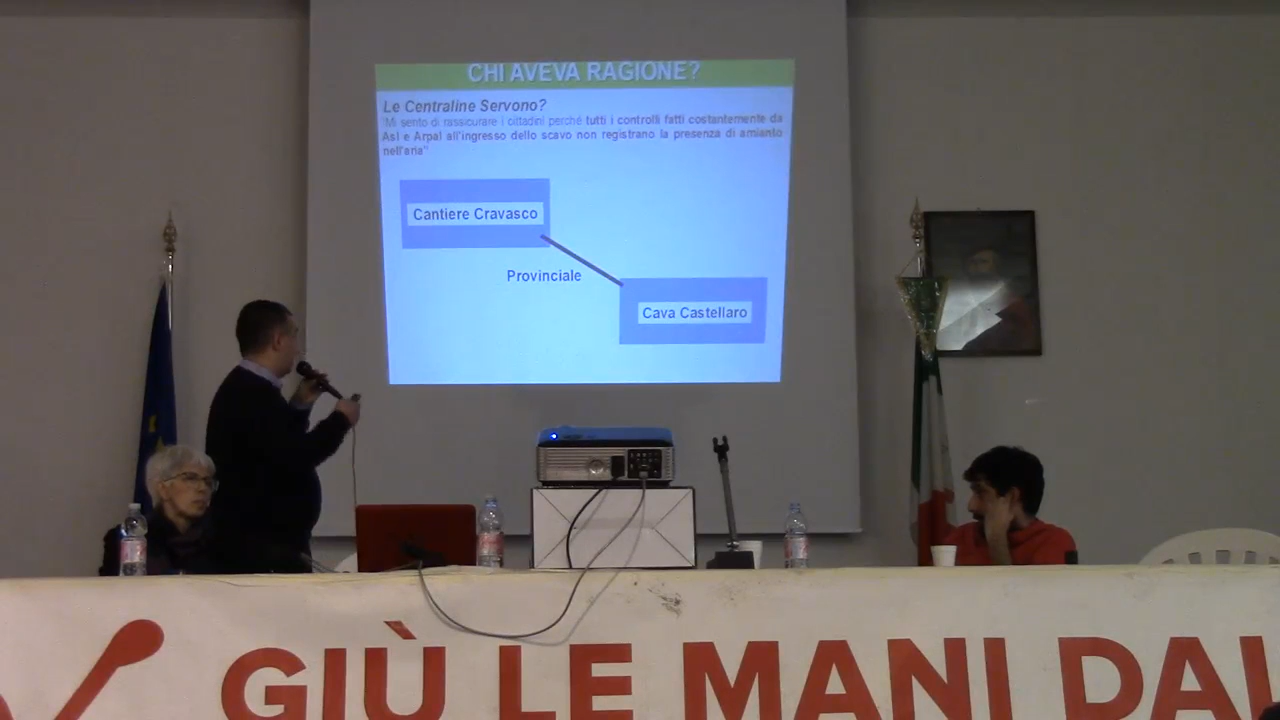 CHI AVEVA RAGIONE?
Le Centraline Servono?
"Mi sento di rassicurare i cittadini perché tutti i controlli fatti costantemente da
Asl e Arpal all'ingresso dello scavo non registrano la presenza di amianto
nell'aria"
Cantiere Cravasco
Provinciale
Cava Castellaro
GIÙ LE MANI DAL